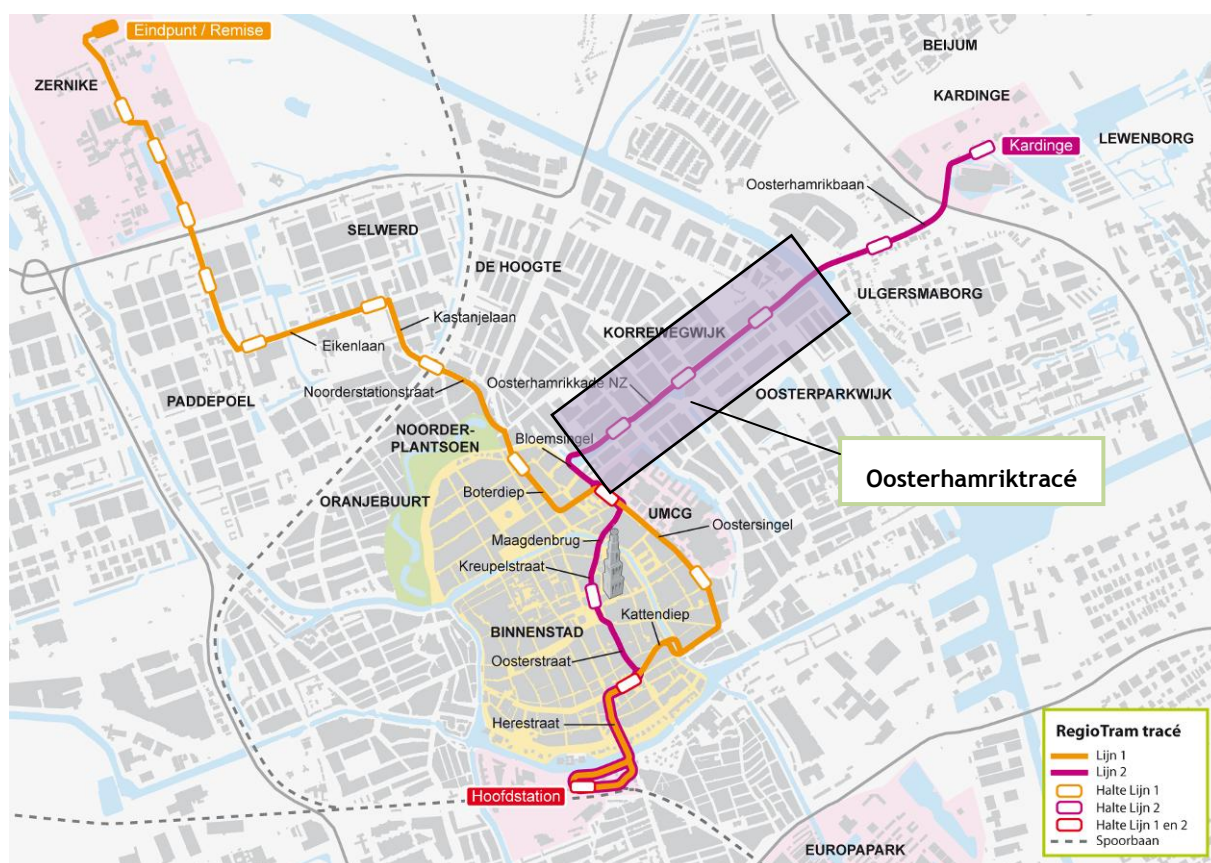 Eindpunt / Remise
ZERNIKE
BEIJUM
KARDINGE
LEWENBORG
Kardinge
Oosterhamrikbaan
SELWERD
DE HOOGTE
ULGERSMABORG
Kastanjelaan
KORREWEGWIJK
Eikenlaan
Noorderstationstraat
Oosterhamrikkade NZ
OOSTERPARKWIJK
PADDEPOEL
NOORDER-
PLANTSOEN
Bloemsingel
Oosterhamriktracé
ORANJEBUURT
Boterdiep
UMCG
Oostersingel
Maagdenbrug
Kreupelstraat
Kattendiep
BINNENSTAD
Oosterstraat
Herestraat
Hoofdstation
EUROPAPARK
RegioTram tracé
Lijn 1
Lijn 2
Halte Lijn 1
Halte Lijn 2
Halte Lijn 1 en 2
Spoorbaan